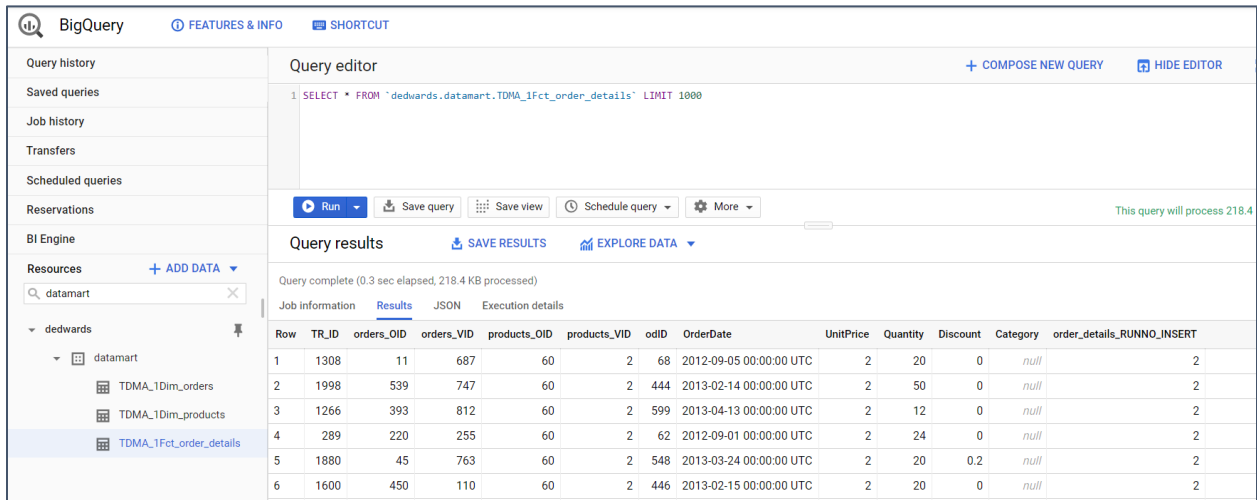 BigQuery FEATURES & INFO SHORTCUT
Query history
Saved queries
Job history
Transfers
Scheduled queries
Reservations
BI Engine
Resources + ADD DATA
datamart
dedwards
datamart
TDMA_1Dim_orders
TDMA_1Dim_products
TDMA_1Fct_order_details
Query editor + COMPOSE NEW QUERY HIDE EDITOR
1 SELECT * FROM `dedwards.datamart.TDMA_1Fct_order_details` LIMIT 1000
Run Save query Save view Schedule query More This query will process 218.4
Query results SAVE RESULTS EXPLORE DATA
Query complete (0.3 sec elapsed, 218.4 KB processed)
Job information Results JSON Execution details
Row TR_ID orders_OID orders_VID products_OID products_VID odID OrderDate UnitPrice Quantity Discount Category order_details_RUNNO_INSERT
1 1308 11 687 60 2 68 2012-09-05 00:00:00 UTC 2 20 0 null 2
2 1998 539 747 60 2 444 2013-02-14 00:00:00 UTC 2 50 0 null 2
3 1266 393 812 60 2 599 2013-04-13 00:00:00 UTC 2 12 0 null 2
4 289 220 255 60 2 62 2012-09-01 00:00:00 UTC 2 24 0 null 2
5 1880 45 763 60 2 548 2013-03-24 00:00:00 UTC 2 20 0.2 null 2
6 1600 450 110 60 2 446 2013-02-15 00:00:00 UTC 2 20 0 null 2